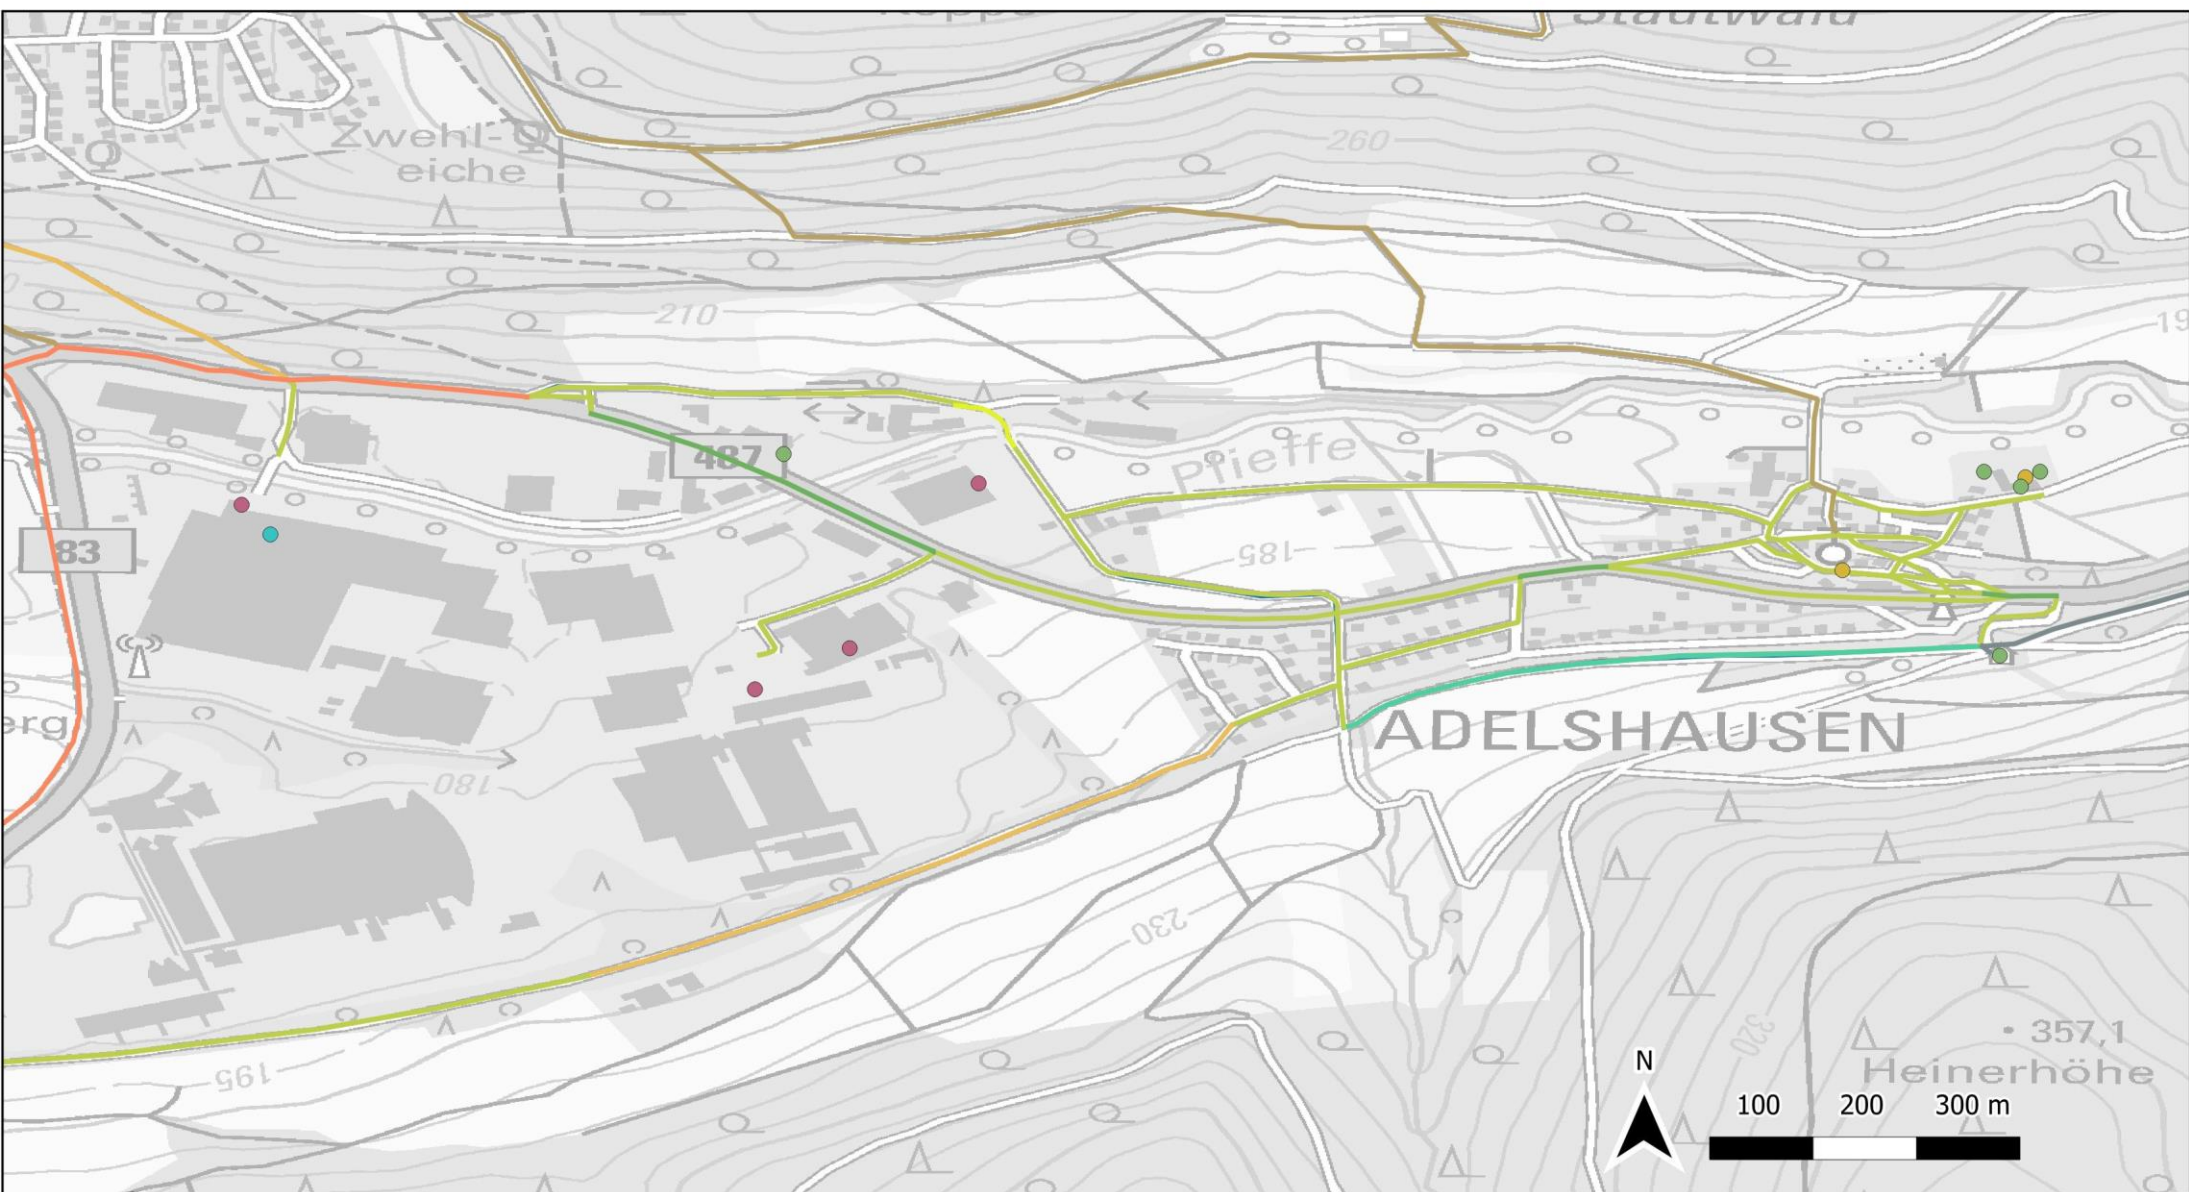 Stadtwald
Zwehl-
eiche
260
210
487
Pfieffe
83
185
ADELSHAUSEN
180
230
195
320
357,1
Heinerhöhe
N
100 200 300 m